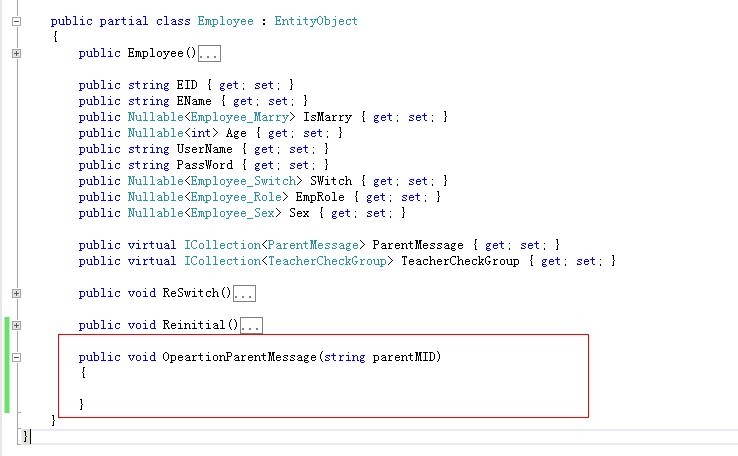 public partial class Employee : EntityObject
{
public Employee()...
public string EID { get; set; }
public string EName { get; set; }
public Nullable<Employee_Marry> IsMarry { get; set; }
public Nullable<int> Age { get; set; }
public string UserName { get; set; }
public string PassWord { get; set; }
public Nullable<Employee_Switch> SWitch { get; set; }
public Nullable<Employee_Role> EmpRole { get; set; }
public Nullable<Employee_Sex> Sex { get; set; }
public virtual ICollection<ParentMessage> ParentMessage { get; set; }
public virtual ICollection<TeacherCheckGroup> TeacherCheckGroup { get; set; }
public void ReSwitch()...
public void Reinitial()...
public void OpeartionParentMessage(string parentMID)
{
}
}
}